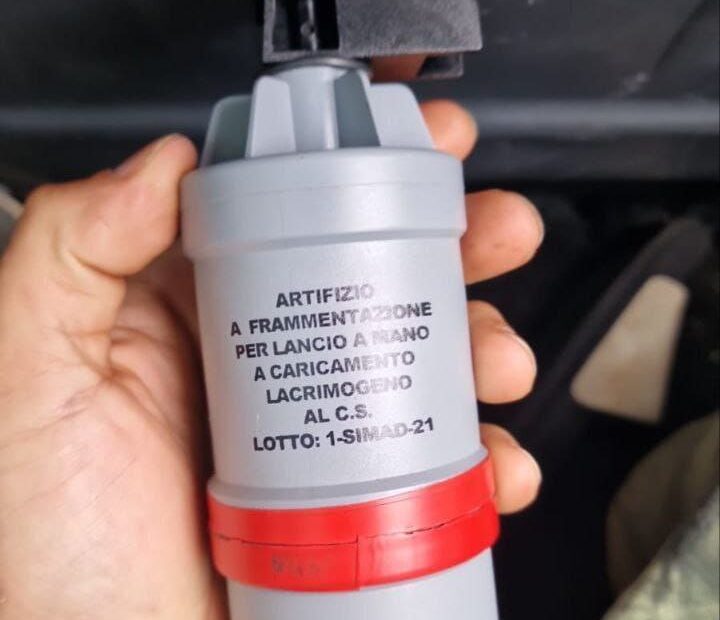 ARTIFIZIO
A FRAMMENTAZIONE
PER LANCIO A MANO
A CARICAMENTO
LACRIMOGENO
AL C.S.
LOTTO: 1-SIMAD-21